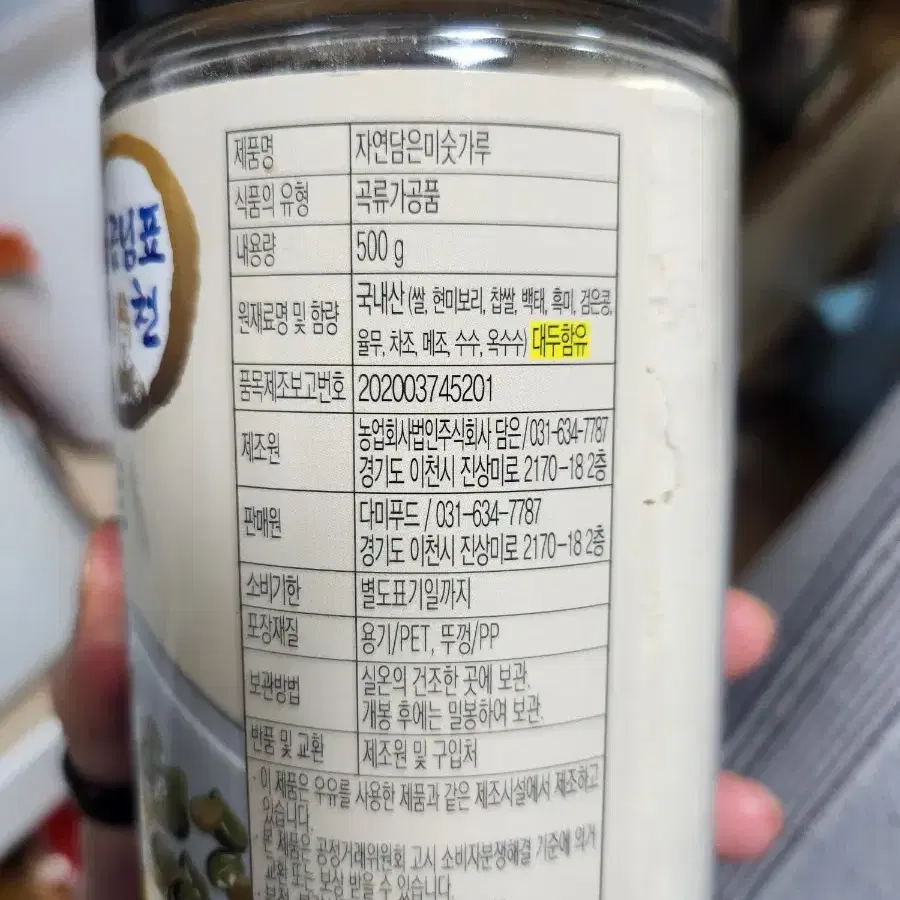 표
천
제품명 자연담은미숫가루
식품의 유형 곡류가공품
내용량 500 g
원재료명 및 함량 국내산 (쌀, 현미보리, 찹쌀, 백태, 흑미, 검은콩,
율무, 차조, 메조, 수수, 옥수수) 대두함유
품목제조보고번호 202003745201
제조원 농업회사법인주식회사 담은 / 031-634-7787
경기도 이천시 진상미로 2170-18 2층
판매원 다미푸드 / 031-634-7787
경기도 이천시 진상미로 2170-18 2층
소비기한 별도표기일까지
포장재질 용기/PET, 뚜껑/PP
보관방법 실온의 건조한 곳에 보관.
개봉 후에는 밀봉하여 보관.
반품 및 교환 제조원 및 구입처
· 이 제품은 우유를 사용한 제품과 같은 제조시설에서 제조하고
있습니다.
· 본 제품은 공정거래위원회 고시 소비자분쟁해결 기준에 의거
교환 또는 보상 받을 수 있습니다.